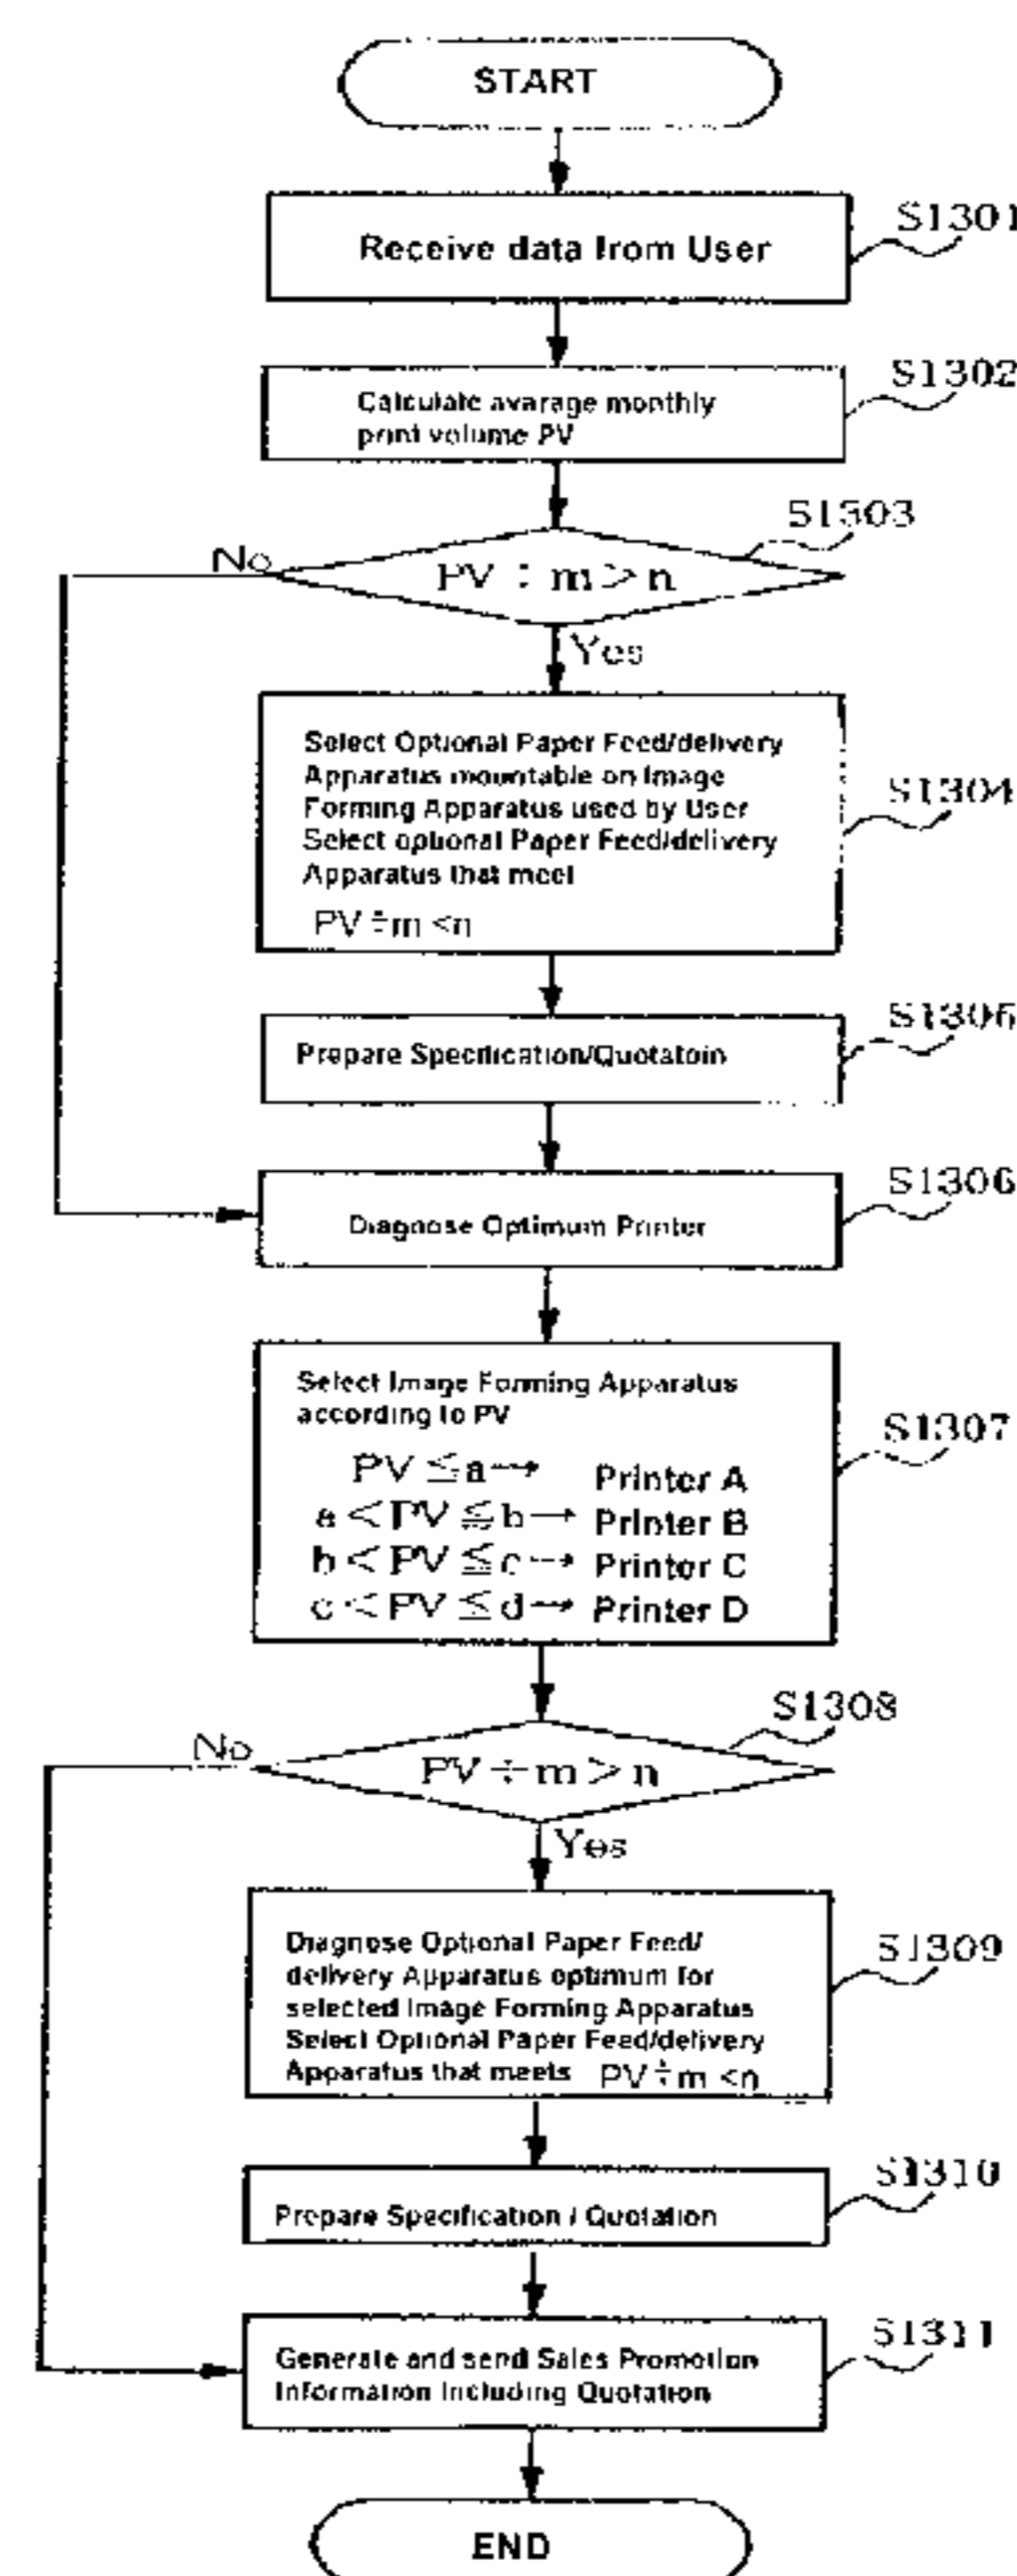 START
Receive data from User
S1301
Calculate avarage monthly
print volume PV
S1302
S1303
PV ÷ m > n
No
Yes
Select Optional Paper Feed/delivery
Apparatus mountable on Image
Forming Apparatus used by User
Select optional Paper Feed/delivery
Apparatus that meet
PV ÷ m < n
S1304
Prepare Specification/Quotatoin
S1305
Diagnose Optimum Printer
S1306
Select Image Forming Apparatus
according to PV
PV ≦ a → Printer A
a < PV ≦ b → Printer B
b < PV ≦ c → Printer C
c < PV ≦ d → Printer D
S1307
S1308
PV ÷ m > n
No
Yes
Diagnose Optional Paper Feed/
delivery Apparatus optimum for
selected Image Forming Apparatus
Select Optional Paper Feed/delivery
Apparatus that meets PV ÷ m < n
S1309
Prepare Specification / Quotation
S1310
Generate and send Sales Promotion
Information Including Quotation
S1311
END